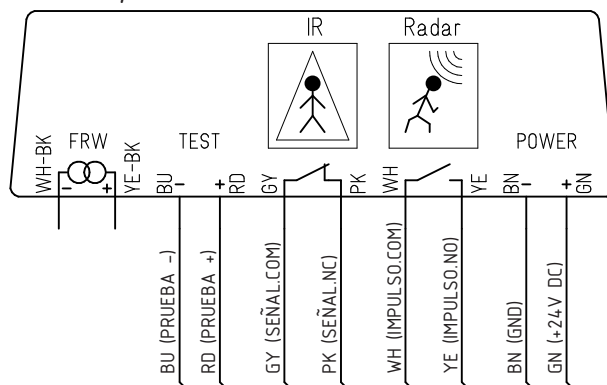 IR
Radar
FRW
TEST
POWER
WH-BK
- +
YE-BK
BU
- +
RD
GY
PK
WH
YE
BN
- +
GN
BU (PRUEBA -)
RD (PRUEBA +)
GY (SEÑAL.COM)
PK (SEÑAL.NC)
WH (IMPULSO.COM)
YE (IMPULSO.NO)
BN (GND)
GN (+24V DC)